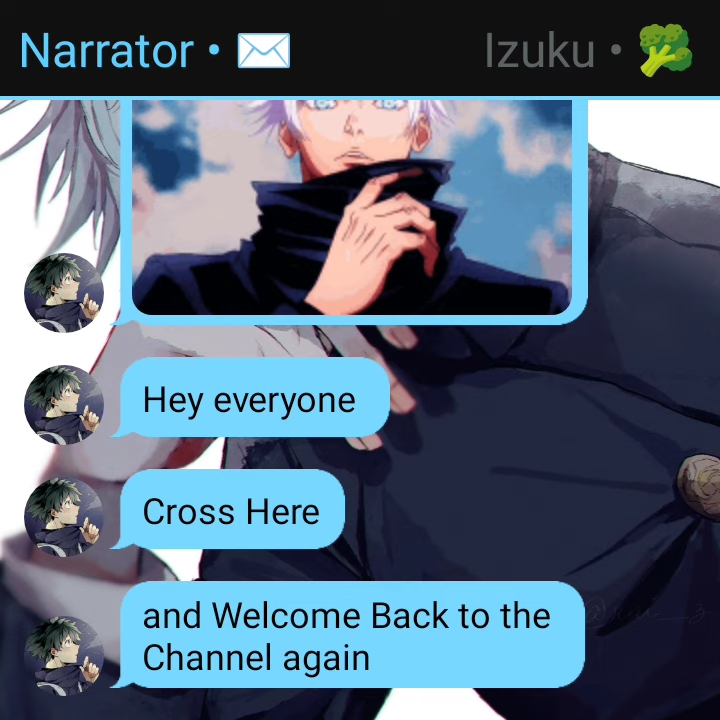 Narrator • ✉️
Izuku • 🥦
Hey everyone
Cross Here
and Welcome Back to the
Channel again